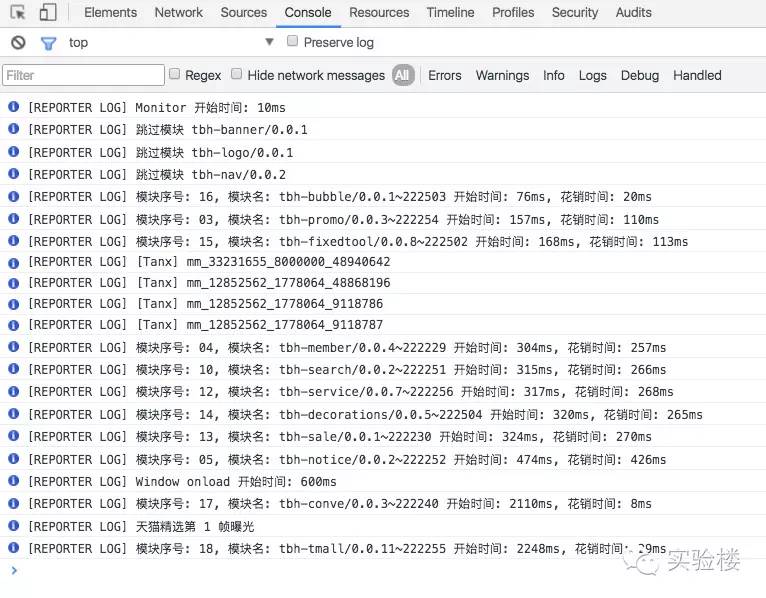 Elements Network Sources Console Resources Timeline Profiles Security Audits
top Preserve log
Filter Regex Hide network messages All Errors Warnings Info Logs Debug Handled
[REPORTER LOG] Monitor 开始时间: 10ms
[REPORTER LOG] 跳过模块 tbh-banner/0.0.1
[REPORTER LOG] 跳过模块 tbh-logo/0.0.1
[REPORTER LOG] 跳过模块 tbh-nav/0.0.2
[REPORTER LOG] 模块序号: 16, 模块名: tbh-bubble/0.0.1~222503 开始时间: 76ms, 花销时间: 20ms
[REPORTER LOG] 模块序号: 03, 模块名: tbh-promo/0.0.3~222254 开始时间: 157ms, 花销时间: 110ms
[REPORTER LOG] 模块序号: 15, 模块名: tbh-fixedtool/0.0.8~222502 开始时间: 168ms, 花销时间: 113ms
[REPORTER LOG] [Tanx] mm_33231655_8000000_48940642
[REPORTER LOG] [Tanx] mm_12852562_1778064_48868196
[REPORTER LOG] [Tanx] mm_12852562_1778064_9118786
[REPORTER LOG] [Tanx] mm_12852562_1778064_9118787
[REPORTER LOG] 模块序号: 04, 模块名: tbh-member/0.0.4~222229 开始时间: 304ms, 花销时间: 257ms
[REPORTER LOG] 模块序号: 10, 模块名: tbh-search/0.0.2~222251 开始时间: 315ms, 花销时间: 266ms
[REPORTER LOG] 模块序号: 12, 模块名: tbh-service/0.0.7~222256 开始时间: 317ms, 花销时间: 268ms
[REPORTER LOG] 模块序号: 14, 模块名: tbh-decorations/0.0.5~222504 开始时间: 320ms, 花销时间: 265ms
[REPORTER LOG] 模块序号: 13, 模块名: tbh-sale/0.0.1~222230 开始时间: 324ms, 花销时间: 270ms
[REPORTER LOG] 模块序号: 05, 模块名: tbh-notice/0.0.2~222252 开始时间: 474ms, 花销时间: 426ms
[REPORTER LOG] Window onload 开始时间: 600ms
[REPORTER LOG] 模块序号: 17, 模块名: tbh-conve/0.0.3~222240 开始时间: 2110ms, 花销时间: 8ms
[REPORTER LOG] 天猫精选第 1 帧曝光
[REPORTER LOG] 模块序号: 18, 模块名: tbh-tmall/0.0.11~222255 开始时间: 2248ms, 花销时间: 29ms
实验楼